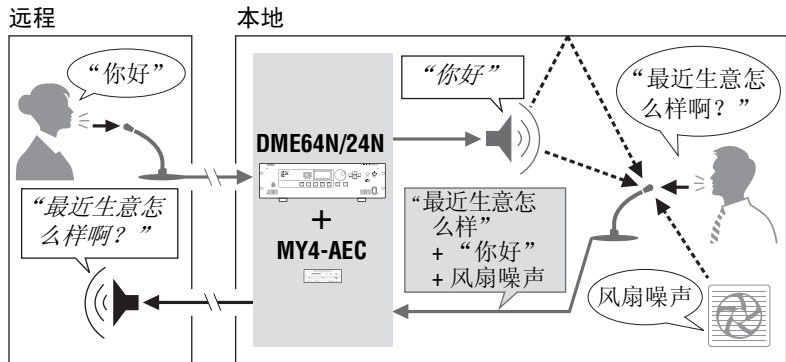 远程
本地
“你好”
“你好”
“最近生意怎
么样啊？”
DME64N/24N
+
MY4-AEC
“最近生意怎
么样啊？”
“最近生意怎
么样”
+ “你好”
+ 风扇噪声
风扇噪声